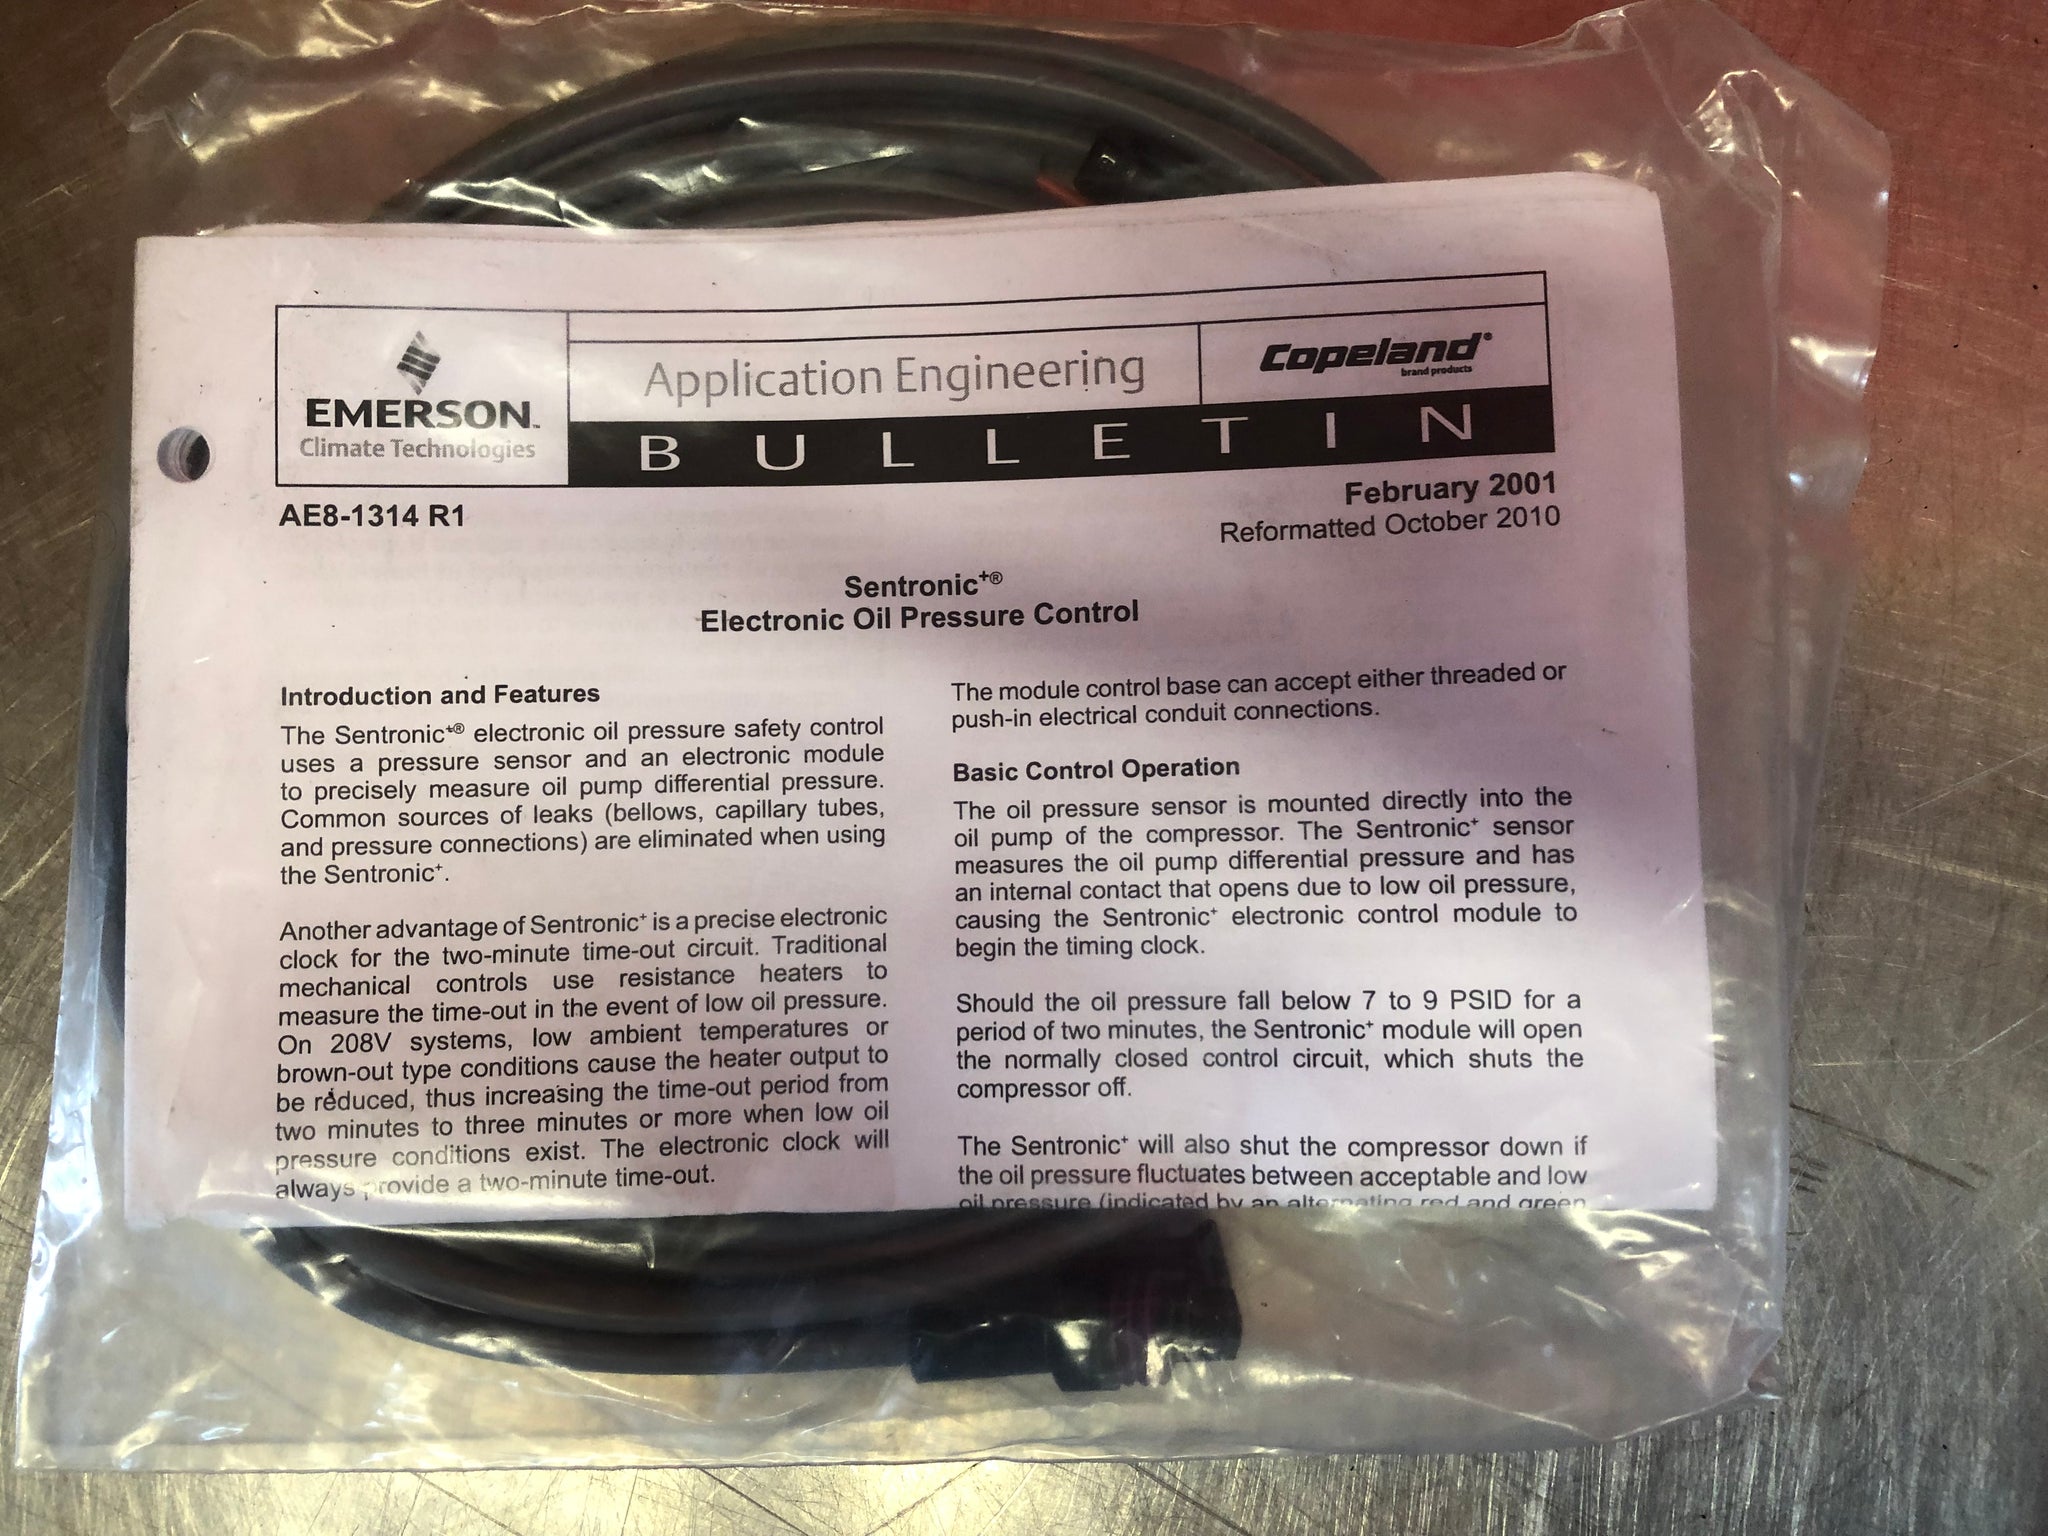 EMERSON™
Climate Technologies
Application Engineering
Copeland®
brand products
BULLETIN
AE8-1314 R1
February 2001
Reformatted October 2010
Sentronic+®
Electronic Oil Pressure Control
Introduction and Features
The Sentronic+® electronic oil pressure safety control
uses a pressure sensor and an electronic module
to precisely measure oil pump differential pressure.
Common sources of leaks (bellows, capillary tubes,
and pressure connections) are eliminated when using
the Sentronic+.
Another advantage of Sentronic+ is a precise electronic
clock for the two-minute time-out circuit. Traditional
mechanical controls use resistance heaters to
measure the time-out in the event of low oil pressure.
On 208V systems, low ambient temperatures or
brown-out type conditions cause the heater output to
be reduced, thus increasing the time-out period from
two minutes to three minutes or more when low oil
pressure conditions exist. The electronic clock will
always provide a two-minute time-out.
The module control base can accept either threaded or
push-in electrical conduit connections.
Basic Control Operation
The oil pressure sensor is mounted directly into the
oil pump of the compressor. The Sentronic+ sensor
measures the oil pump differential pressure and has
an internal contact that opens due to low oil pressure,
causing the Sentronic+ electronic control module to
begin the timing clock.
Should the oil pressure fall below 7 to 9 PSID for a
period of two minutes, the Sentronic+ module will open
the normally closed control circuit, which shuts the
compressor off.
The Sentronic+ will also shut the compressor down if
the oil pressure fluctuates between acceptable and low
oil pressure (indicated by an alternating red and green